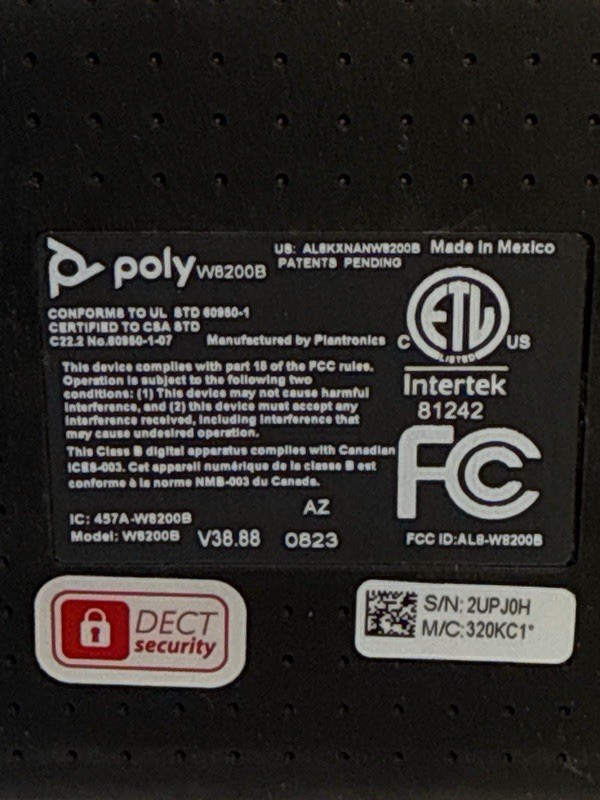 poly W8200B
US: AL8KXNANW8200B Made in Mexico
PATENTS PENDING
CONFORMS TO UL STD 60950-1
CERTIFIED TO CSA STD
C22.2 No.60950-1-07 Manufactured by Plantronics
C ETL US
LISTED
Intertek
81242
This device complies with part 15 of the FCC rules.
Operation is subject to the following two
conditions: (1) This device may not cause harmful
interference, and (2) this device must accept any
interference received, including interference that
may cause undesired operation.
This Class B digital apparatus complies with Canadian
ICES-003. Cet appareil numérique de la classe B est
conforme à la norme NMB-003 du Canada.
FC
AZ
IC: 457A-W8200B
Model: W8200B V38.88 0823 FCC ID:AL8-W8200B
DECT
security
S/N: 2UPJ0H
M/C:320KC1*